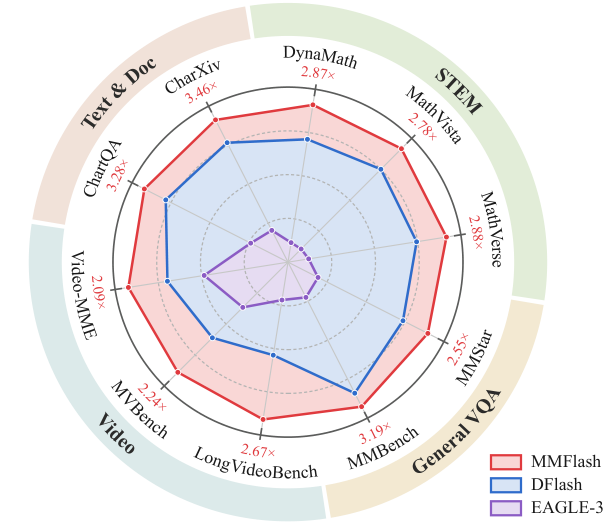 Text & Doc
STEM
General VQA
Video
DynaMath
2.87×
MathVista
2.78×
MathVerse
2.88×
MMStar
2.55×
MMBench
3.19×
LongVideoBench
2.67×
MVBench
2.24×
Video-MME
2.09×
ChartQA
3.28×
CharXiv
3.46×
MMFlash
DFlash
EAGLE-3